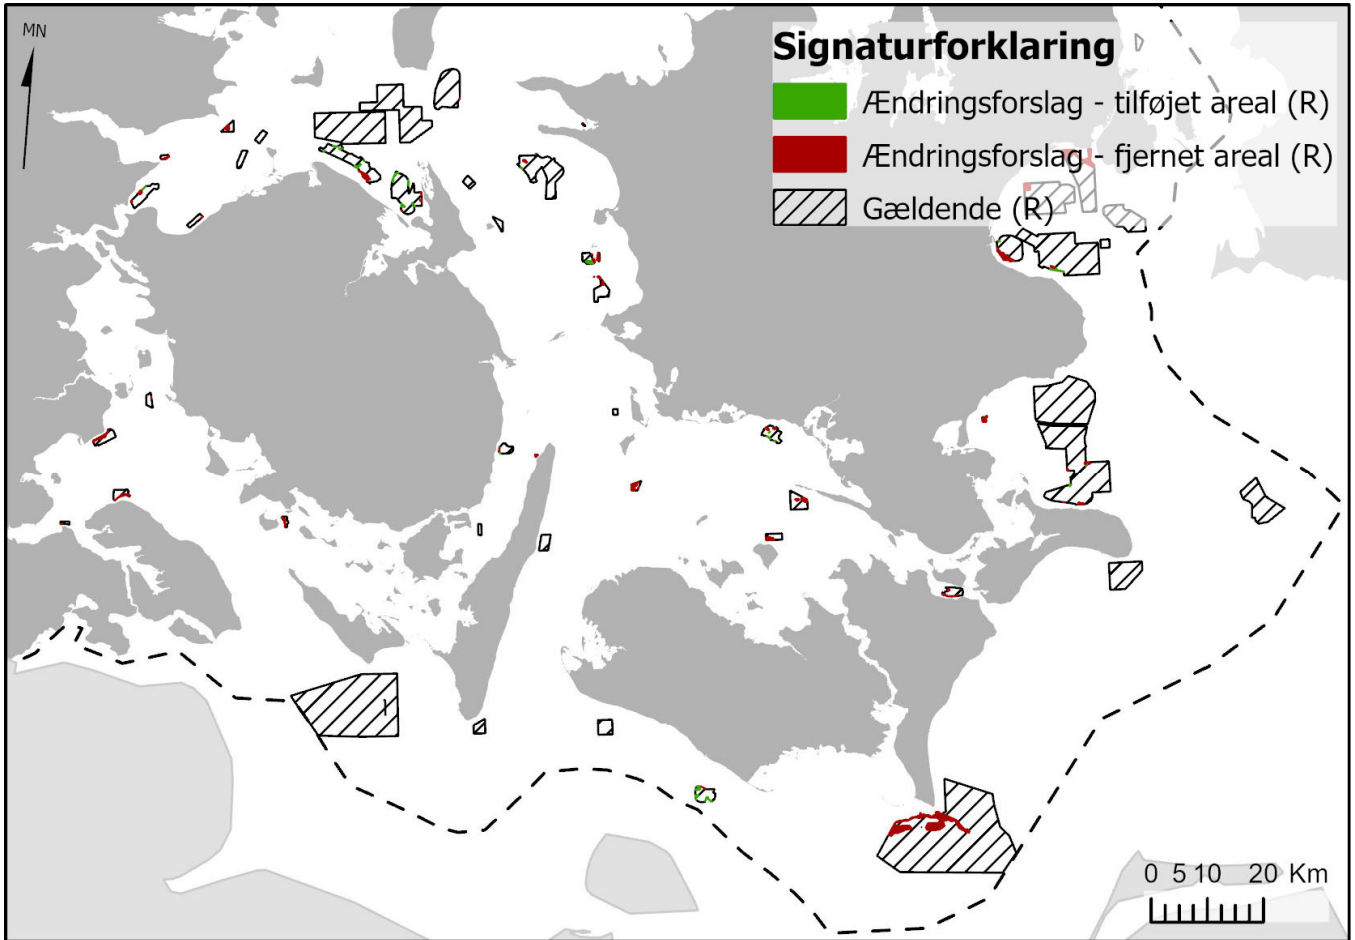 MN
Signaturforklaring
Ændringsforslag - tilføjet areal (R)
Ændringsforslag - fjernet areal (R)
Gældende (R)
0 5 10 20 Km